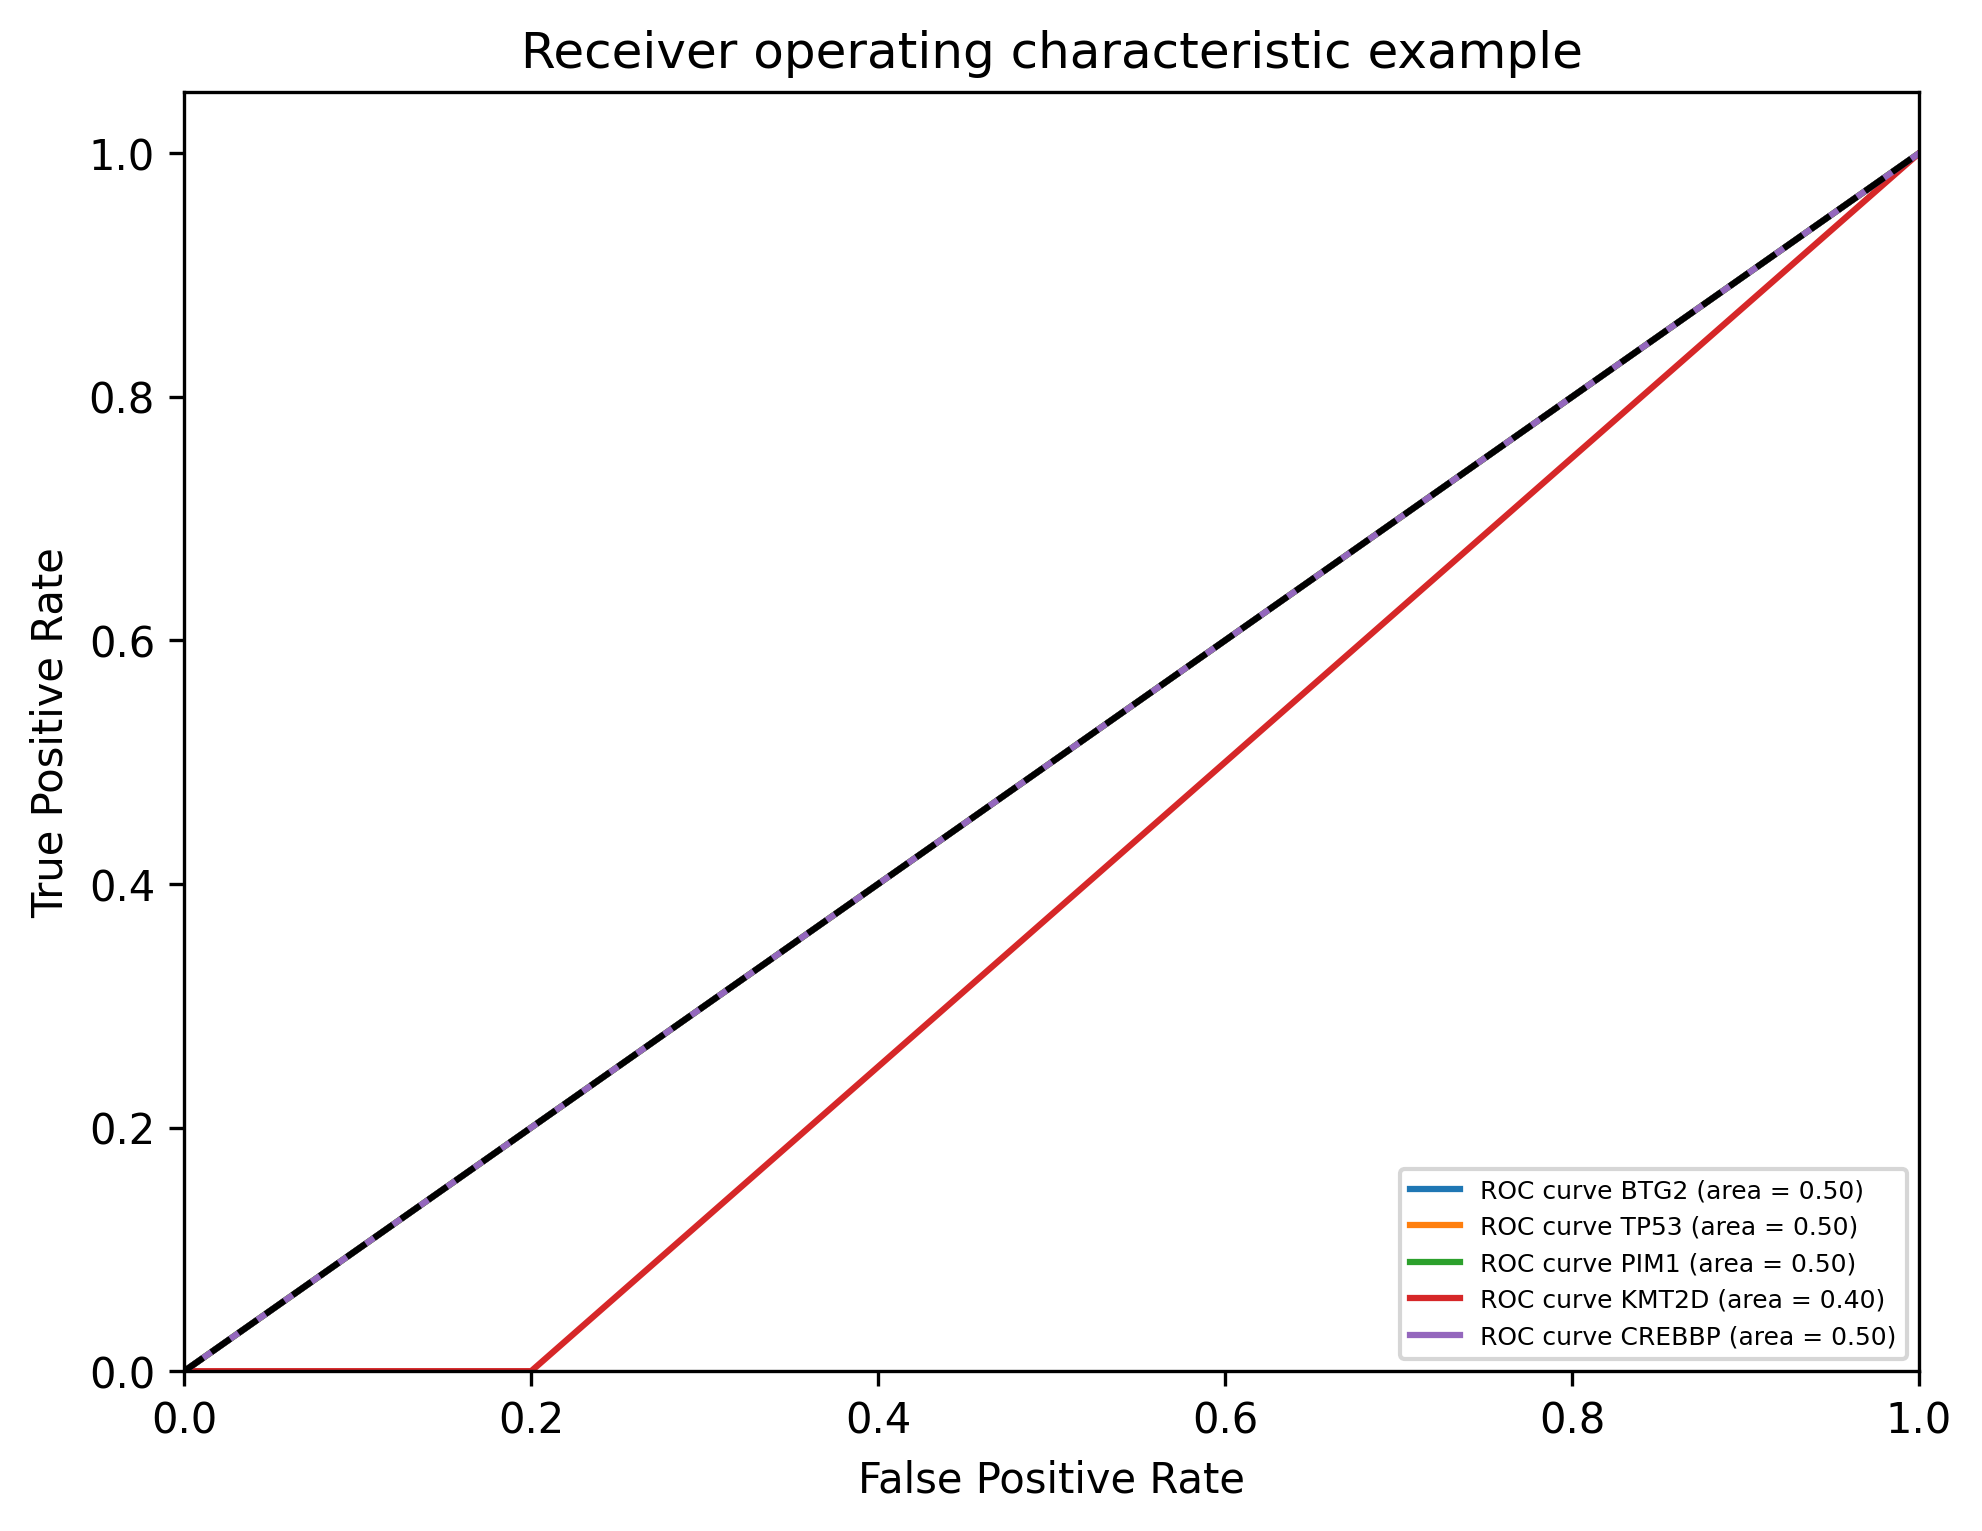 Receiver operating characteristic example
True Positive Rate
1.0
0.8
0.6
0.4
0.2
0.0
ROC curve BTG2 (area = 0.50)
ROC curve TP53 (area = 0.50)
ROC curve PIM1 (area = 0.50)
ROC curve KMT2D (area = 0.40)
ROC curve CREBBP (area = 0.50)
0.0 0.2 0.4 0.6 0.8 1.0
False Positive Rate